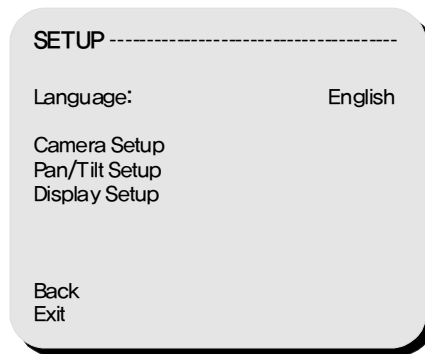 SETUP ----------------------------------------
Language: English
Camera Setup
Pan/Tilt Setup
Display Setup
Back
Exit